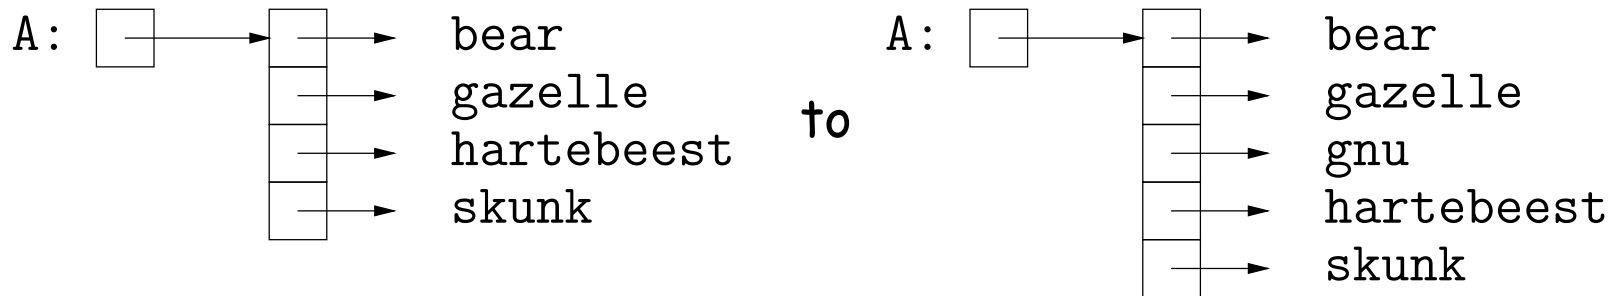 A: bear A: bear
gazelle gazelle
to
hartebeest gnu
skunk hartebeest
skunk